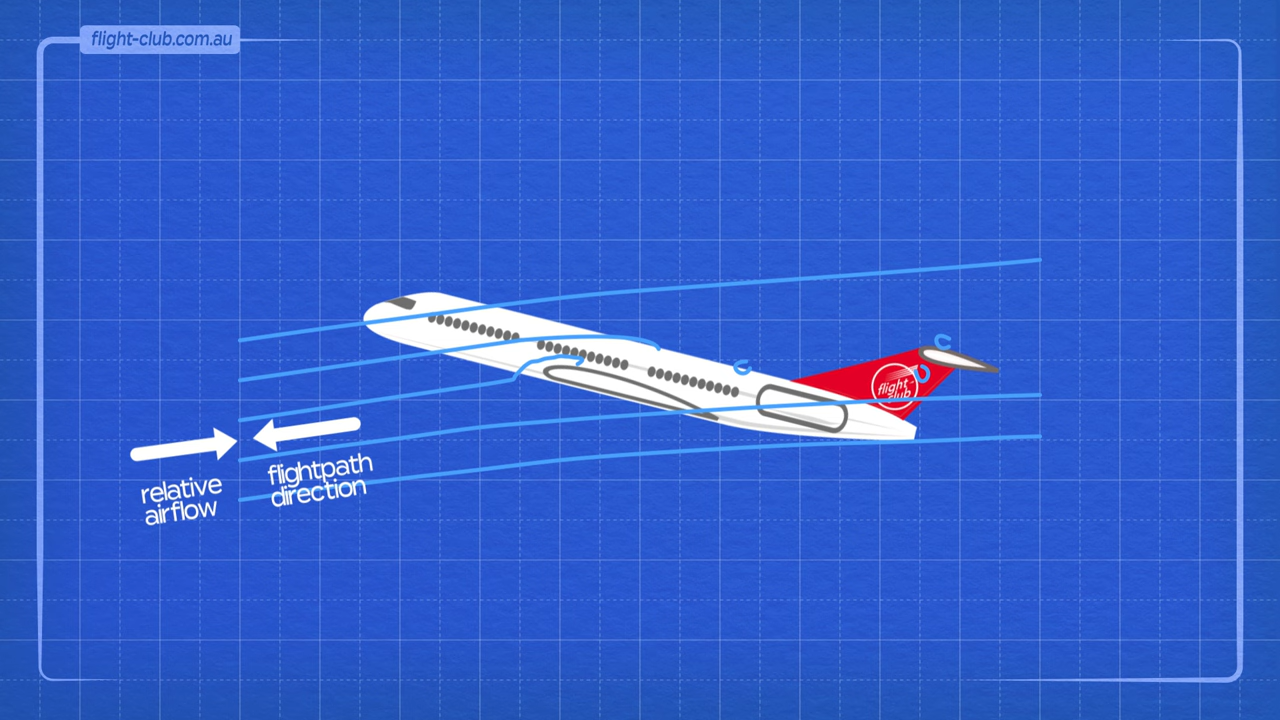 flight-club.com.au
flight-
club
relative
airflow
flightpath
direction